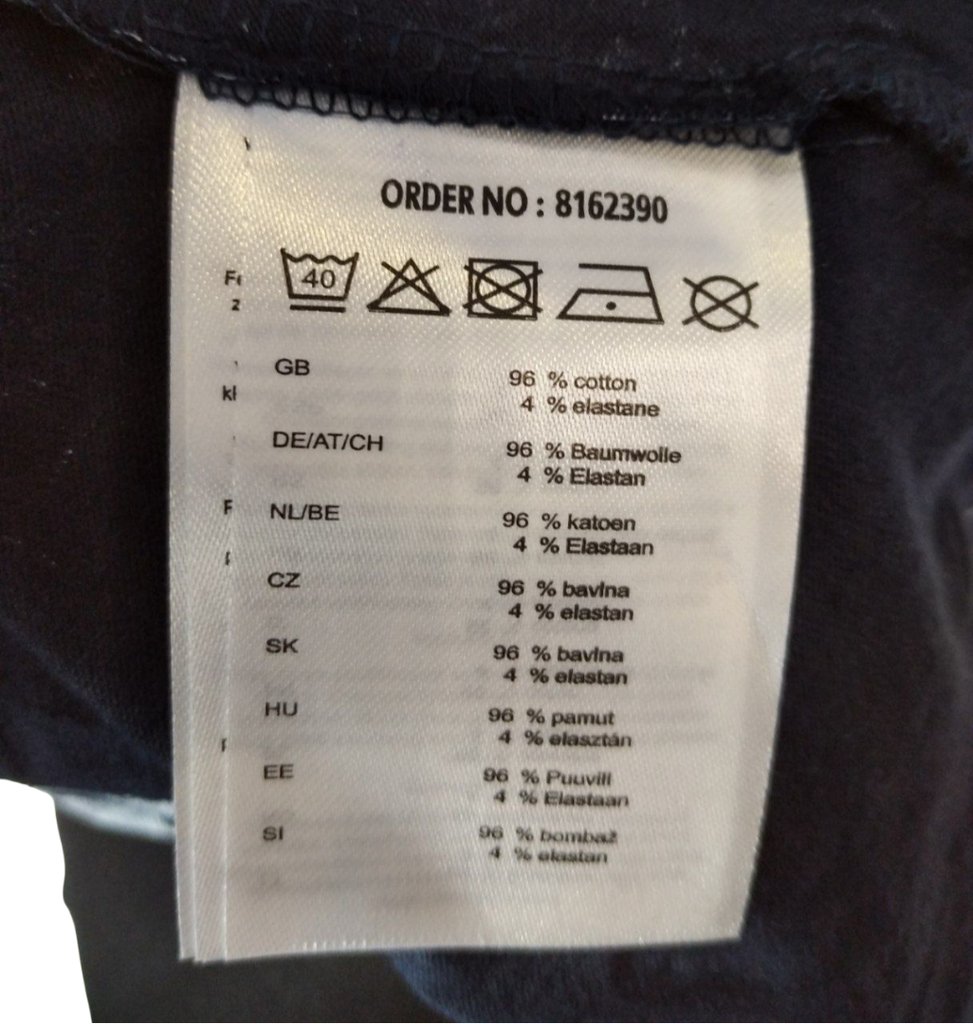 ORDER NO : 8162390
40
GB
96 % cotton
4 % elastane
DE/AT/CH
96 % Baumwolle
4 % Elastan
NL/BE
96 % katoen
4 % Elastaan
CZ
96 % bavlna
4 % elastan
SK
96 % bavlna
4 % elastan
HU
96 % pamut
4 % elasztán
EE
96 % Puuvill
4 % Elastaan
SI
96 % bombaž
4 % elastan